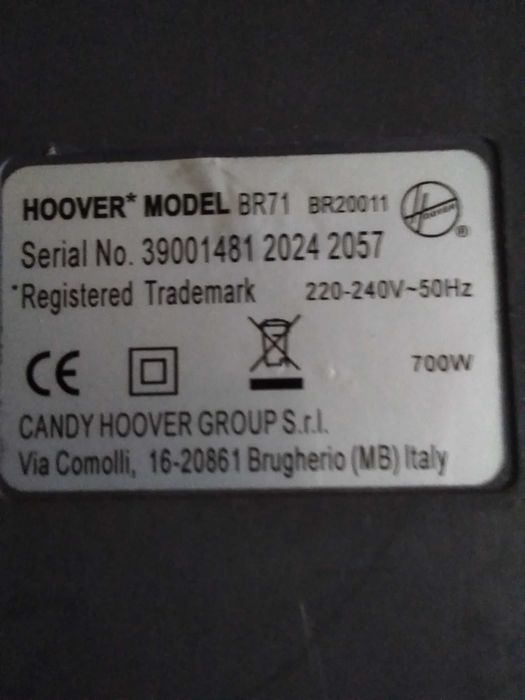 HOOVER* MODEL BR71 BR20011 HOOVER ®
Serial No. 39001481 2024 2057
*Registered Trademark 220-240V~50Hz
CE 700W
CANDY HOOVER GROUP S.r.l.
Via Comolli, 16-20861 Brugherio (MB) Italy